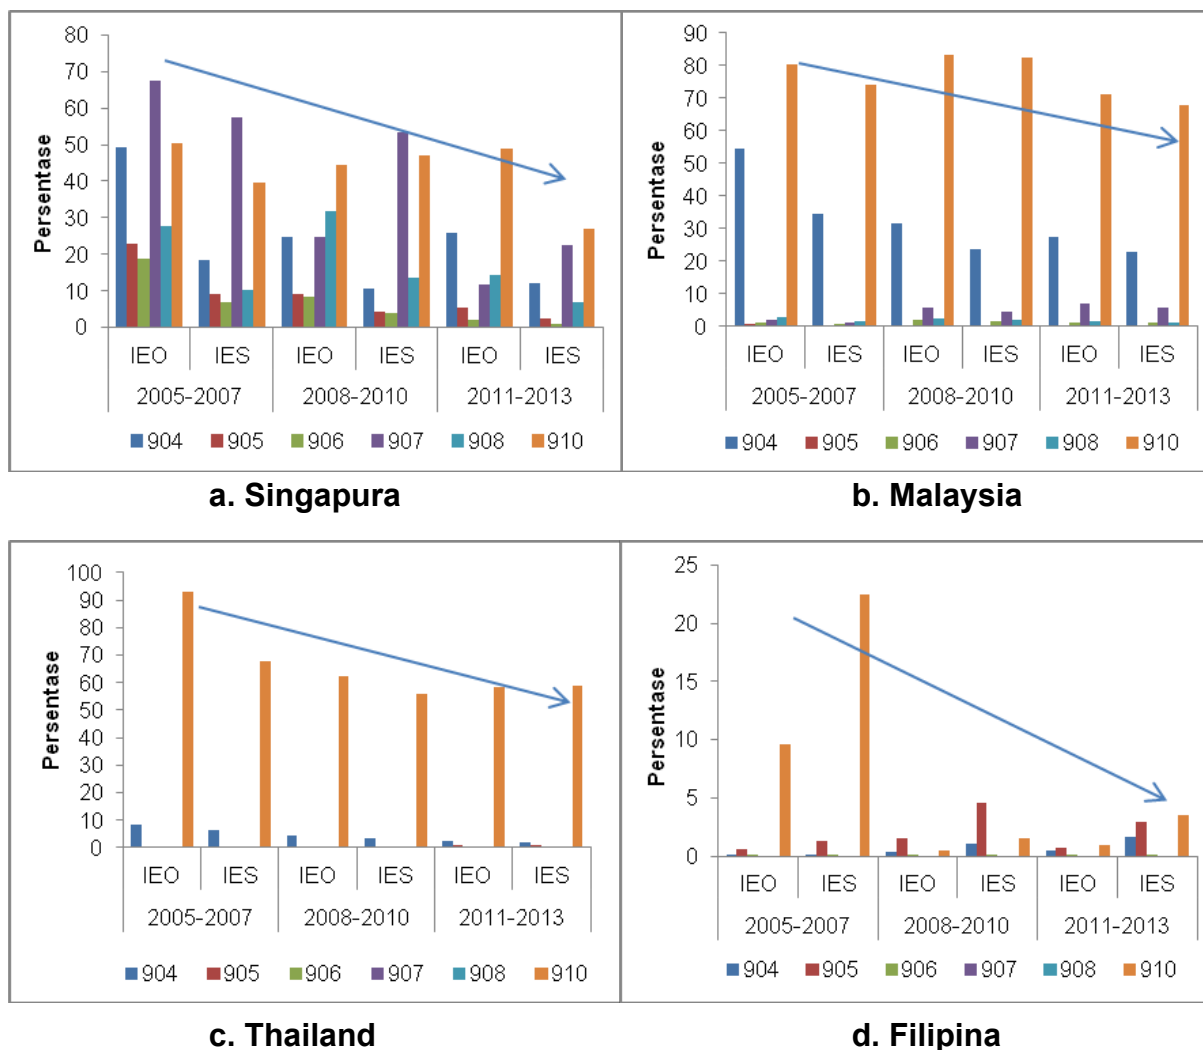 80
70
60
50
40
30
20
10
0
Persentase
IEO IES IEO IES IEO IES
2005-2007 2008-2010 2011-2013
904 905 906 907 908 910
a. Singapura
90
80
70
60
50
40
30
20
10
0
Persentase
IEO IES IEO IES IEO IES
2005-2007 2008-2010 2011-2013
904 905 906 907 908 910
b. Malaysia
100
90
80
70
60
50
40
30
20
10
0
Persentase
IEO IES IEO IES IEO IES
2005-2007 2008-2010 2011-2013
904 905 906 907 908 910
c. Thailand
25
20
15
10
5
0
Persentase
IEO IES IEO IES IEO IES
2005-2007 2008-2010 2011-2013
904 905 906 907 908 910
d. Filipina